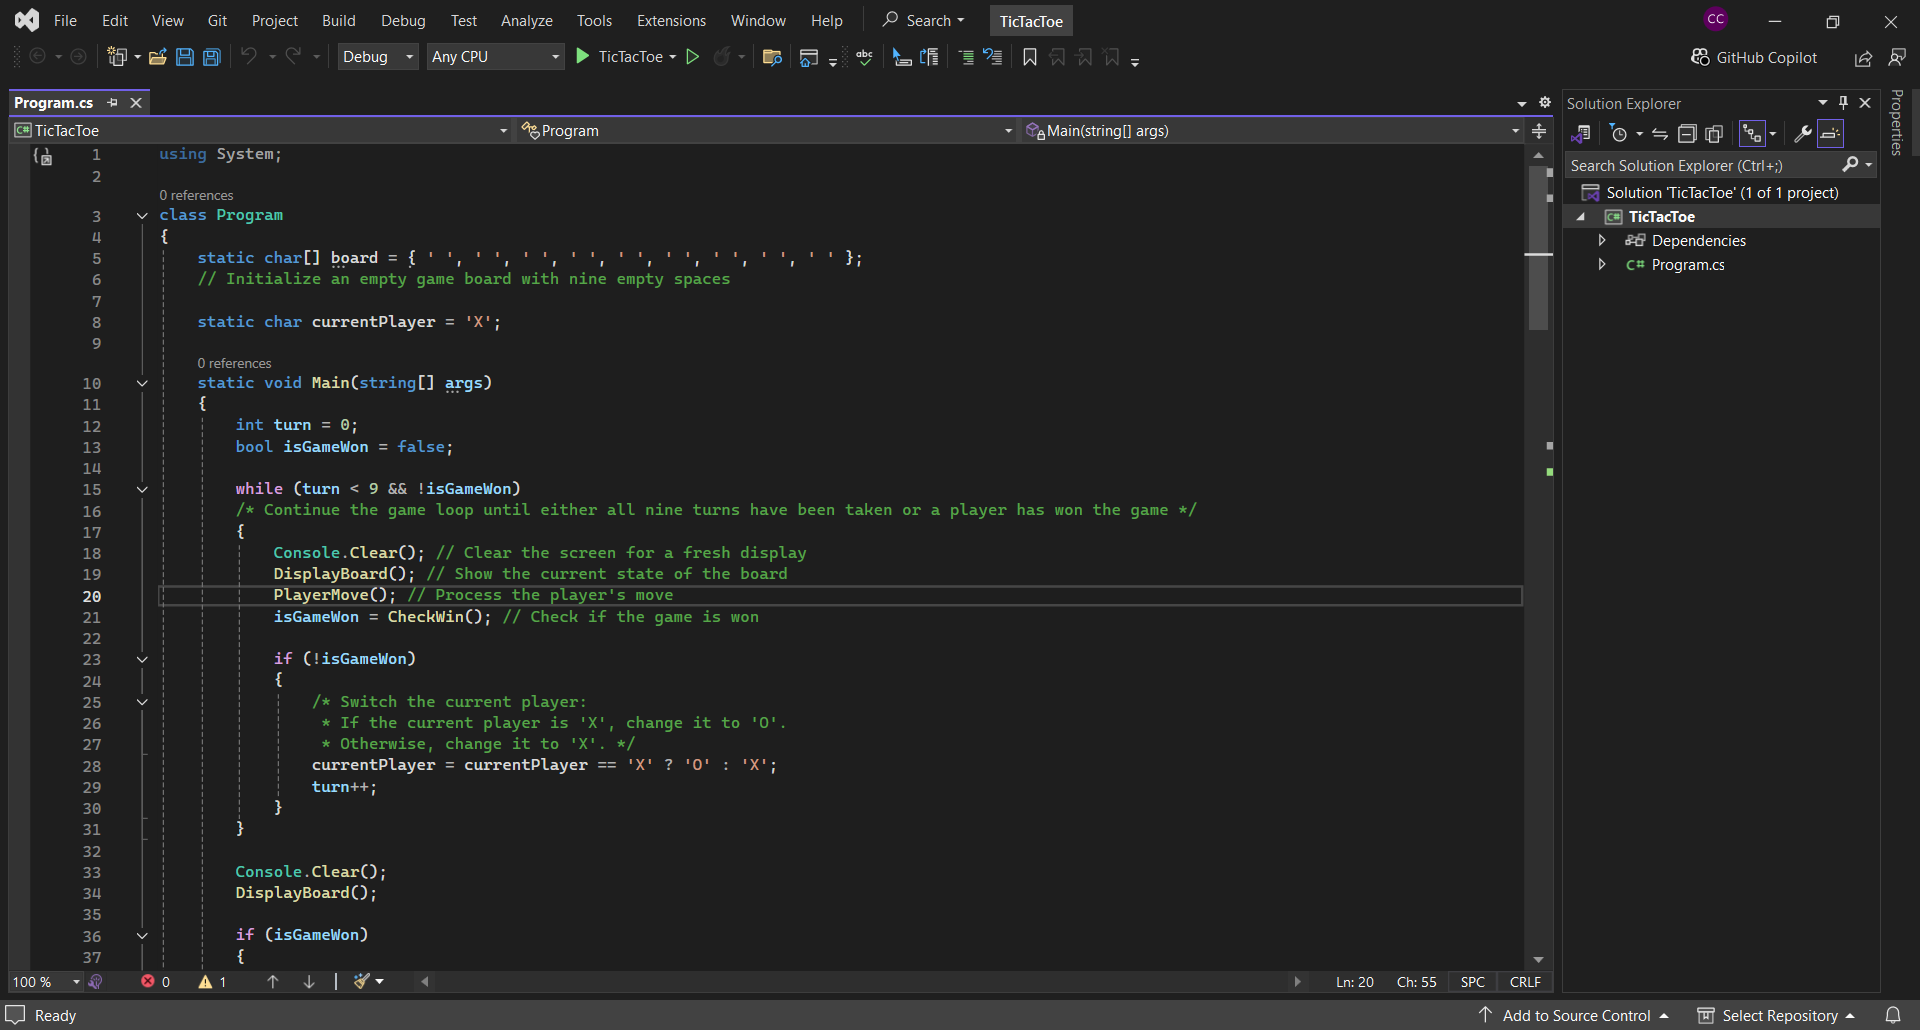 File Edit View Git Project Build Debug Test Analyze Tools Extensions Window Help Search TicTacToe CC
Debug Any CPU TicTacToe abc GitHub Copilot
Program.cs
TicTacToe Program Main(string[] args)
1 using System;
2
0 references
3 class Program
4 {
5 static char[] board = { ' ', ' ', ' ', ' ', ' ', ' ', ' ', ' ', ' ' };
6 // Initialize an empty game board with nine empty spaces
7
8 static char currentPlayer = 'X';
9
0 references
10 static void Main(string[] args)
11 {
12 int turn = 0;
13 bool isGameWon = false;
14
15 while (turn < 9 && !isGameWon)
16 /* Continue the game loop until either all nine turns have been taken or a player has won the game */
17 {
18 Console.Clear(); // Clear the screen for a fresh display
19 DisplayBoard(); // Show the current state of the board
20 PlayerMove(); // Process the player's move
21 isGameWon = CheckWin(); // Check if the game is won
22
23 if (!isGameWon)
24 {
25 /* Switch the current player:
26 * If the current player is 'X', change it to 'O'.
27 * Otherwise, change it to 'X'. */
28 currentPlayer = currentPlayer == 'X' ? 'O' : 'X';
29 turn++;
30 }
31 }
32
33 Console.Clear();
34 DisplayBoard();
35
36 if (isGameWon)
37 {
100 % 0 1 Ln: 20 Ch: 55 SPC CRLF
Solution Explorer
Search Solution Explorer (Ctrl+;)
Solution 'TicTacToe' (1 of 1 project)
C# TicTacToe
Dependencies
C# Program.cs
Properties
Ready Add to Source Control Select Repository